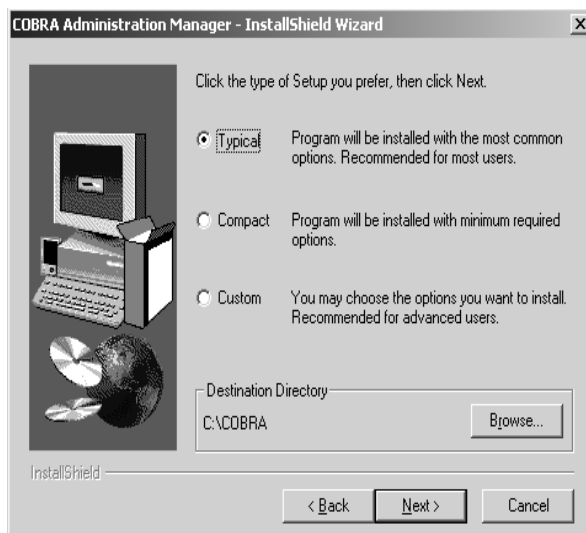 COBRA Administration Manager - InstallShield Wizard
Click the type of Setup you prefer, then click Next.
Typical
Program will be installed with the most common
options. Recommended for most users.
Compact
Program will be installed with minimum required
options.
Custom
You may choose the options you want to install.
Recommended for advanced users.
Destination Directory
C:\COBRA
Browse...
InstallShield
< Back
Next >
Cancel